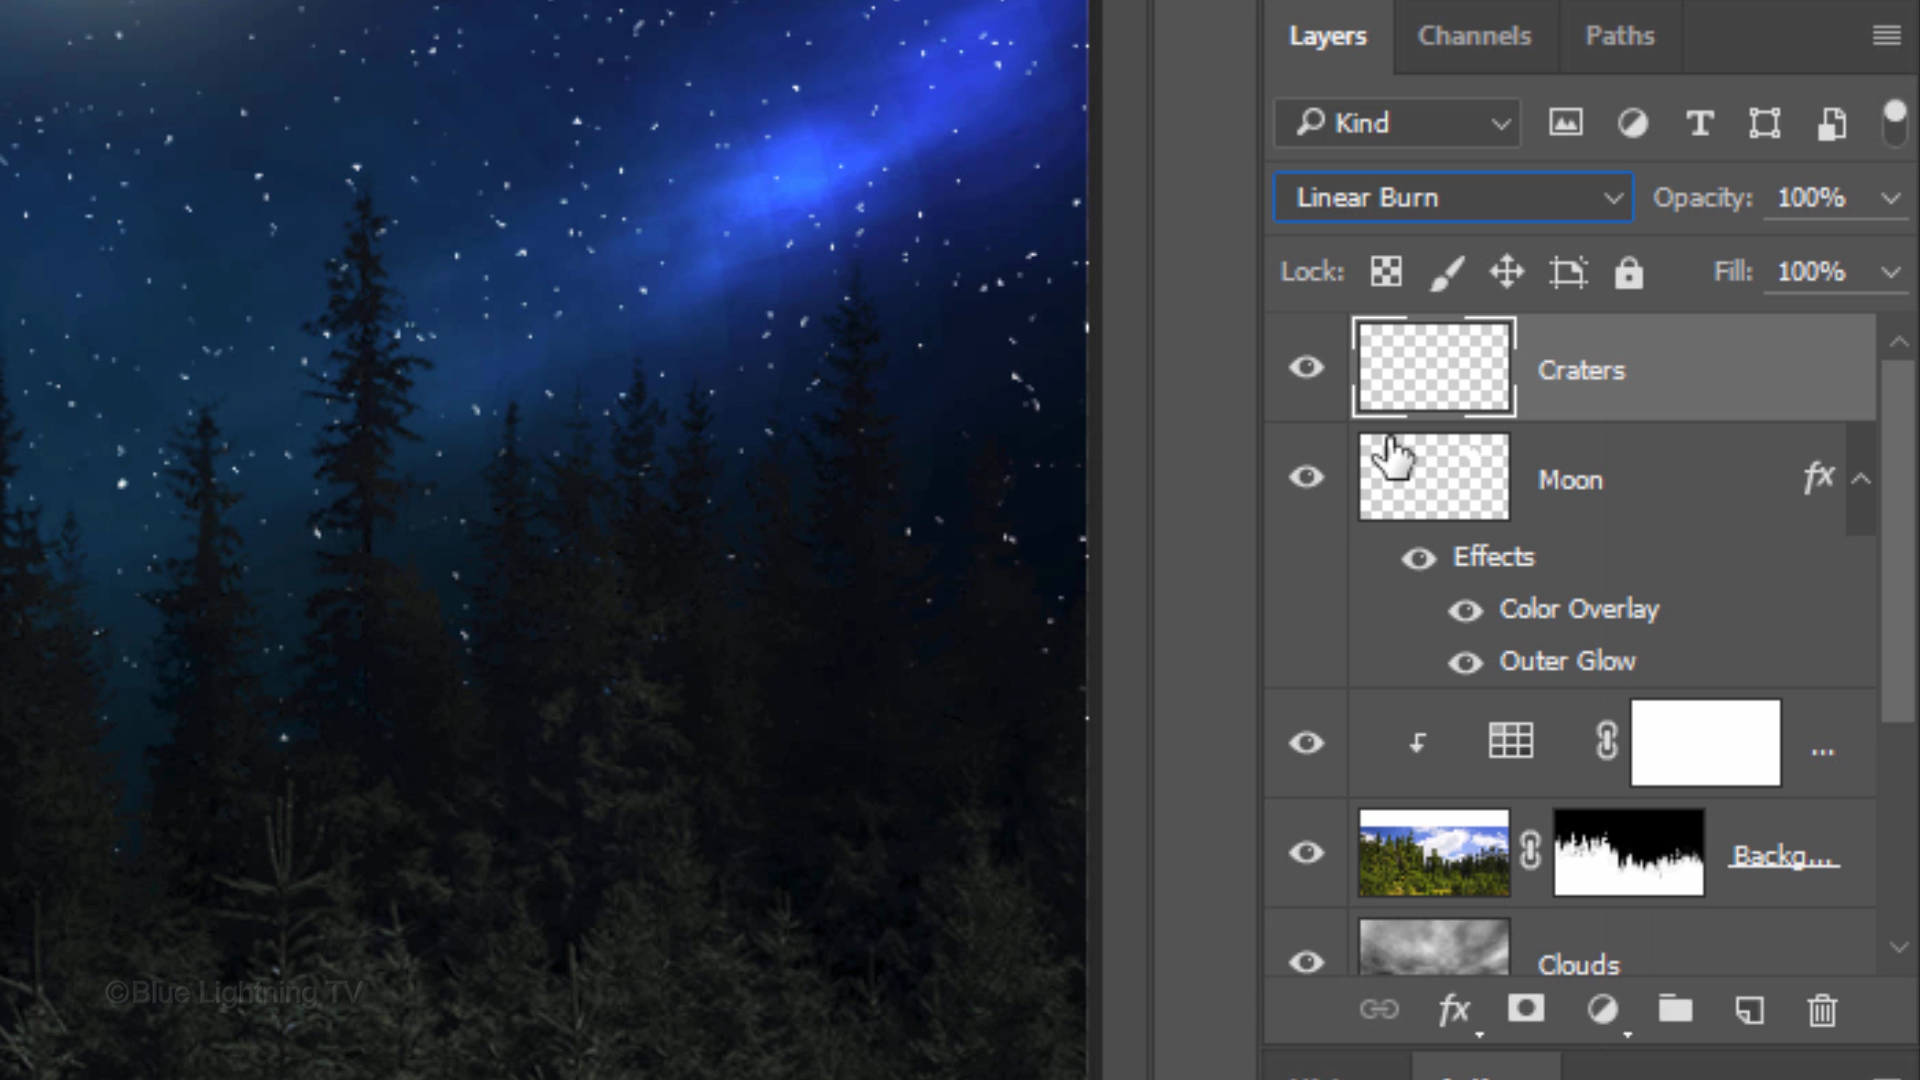 Layers Channels Paths
Kind
Linear Burn Opacity: 100%
Lock: Fill: 100%
Craters
Moon fx
Effects
Color Overlay
Outer Glow
...
Backg...
Clouds
fx
©Blue Lightning TV